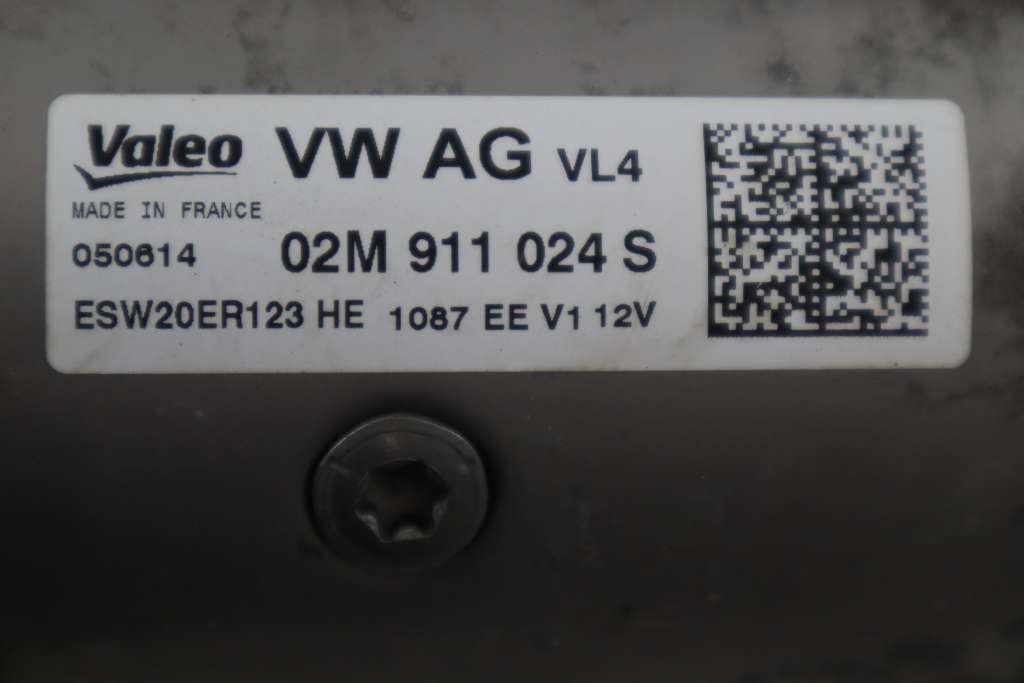 Valeo VW AG VL4
MADE IN FRANCE
050614 02M 911 024 S
ESW20ER123 HE 1087 EE V1 12V